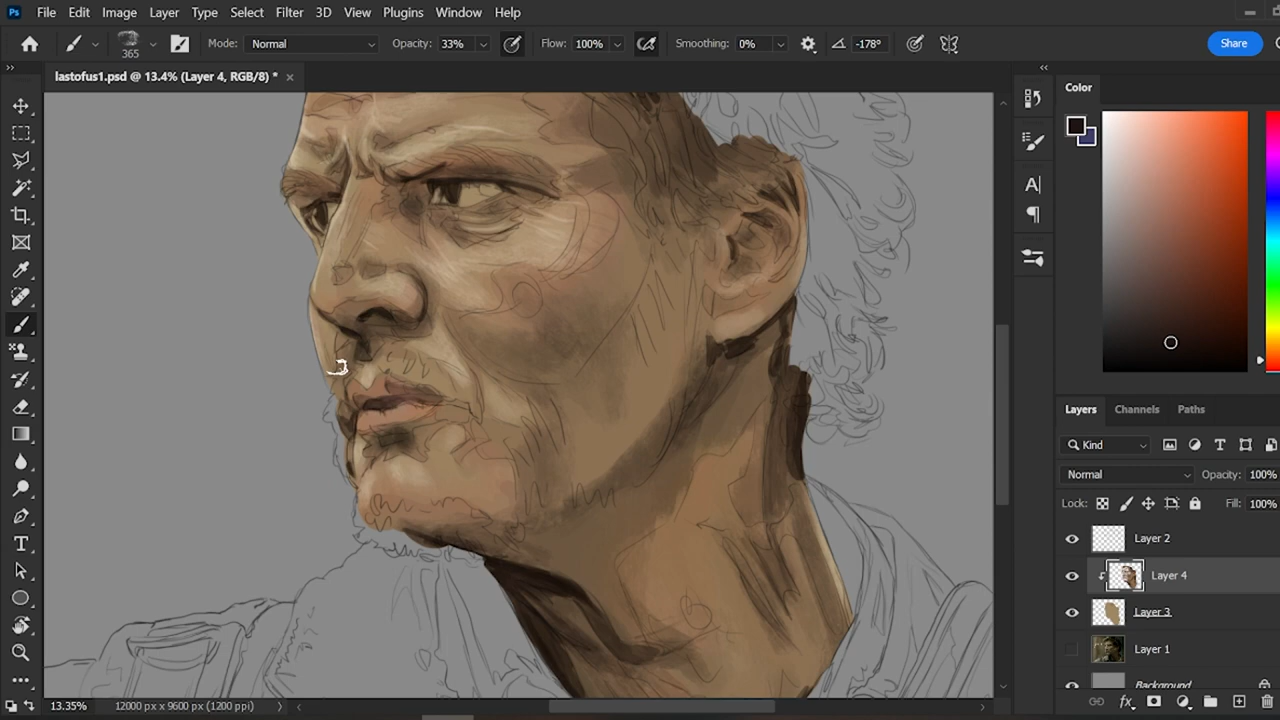 Ps File Edit Image Layer Type Select Filter 3D View Plugins Window Help
365 Mode: Normal Opacity: 33% Flow: 100% Smoothing: 0% -178° Share
lastofus1.psd @ 13.4% (Layer 4, RGB/8) *
Color
Layers Channels Paths
Kind
Normal Opacity: 100%
Lock: Fill: 100%
Layer 2
Layer 4
Layer 3
Layer 1
Background
13.35% 12000 px x 9600 px (1200 ppi)